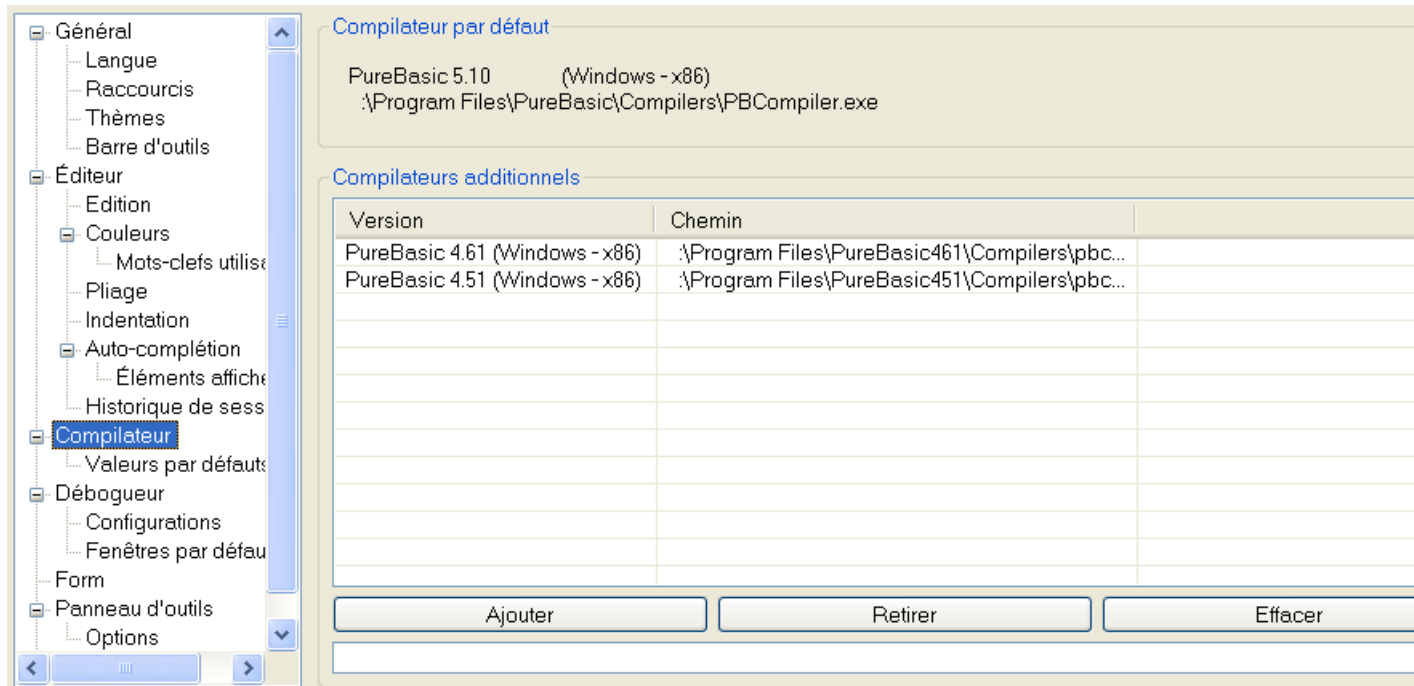 Général
Langue
Raccourcis
Thèmes
Barre d'outils
Éditeur
Edition
Couleurs
Mots-clefs utilisé
Pliage
Indentation
Auto-complétion
Éléments affiche
Historique de sess
Compilateur
Valeurs par défauts
Débogueur
Configurations
Fenêtres par défau
Form
Panneau d'outils
Options
Compilateur par défaut
PureBasic 5.10 (Windows - x86)
:\Program Files\PureBasic\Compilers\PBCompiler.exe
Compilateurs additionnels
Version Chemin
PureBasic 4.61 (Windows - x86) :\Program Files\PureBasic461\Compilers\pbc...
PureBasic 4.51 (Windows - x86) :\Program Files\PureBasic451\Compilers\pbc...
Ajouter Retirer Effacer